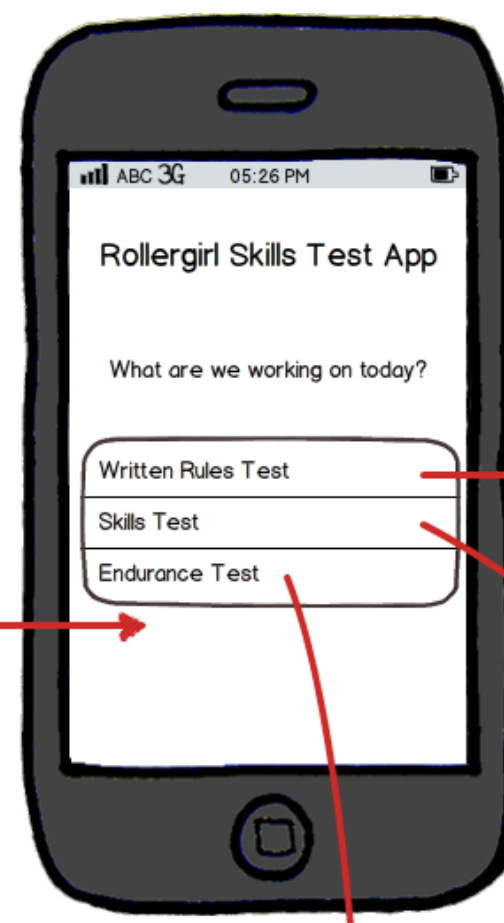 ABC 3G 05:26 PM
Rollergirl Skills Test App
What are we working on today?
Written Rules Test
Skills Test
Endurance Test